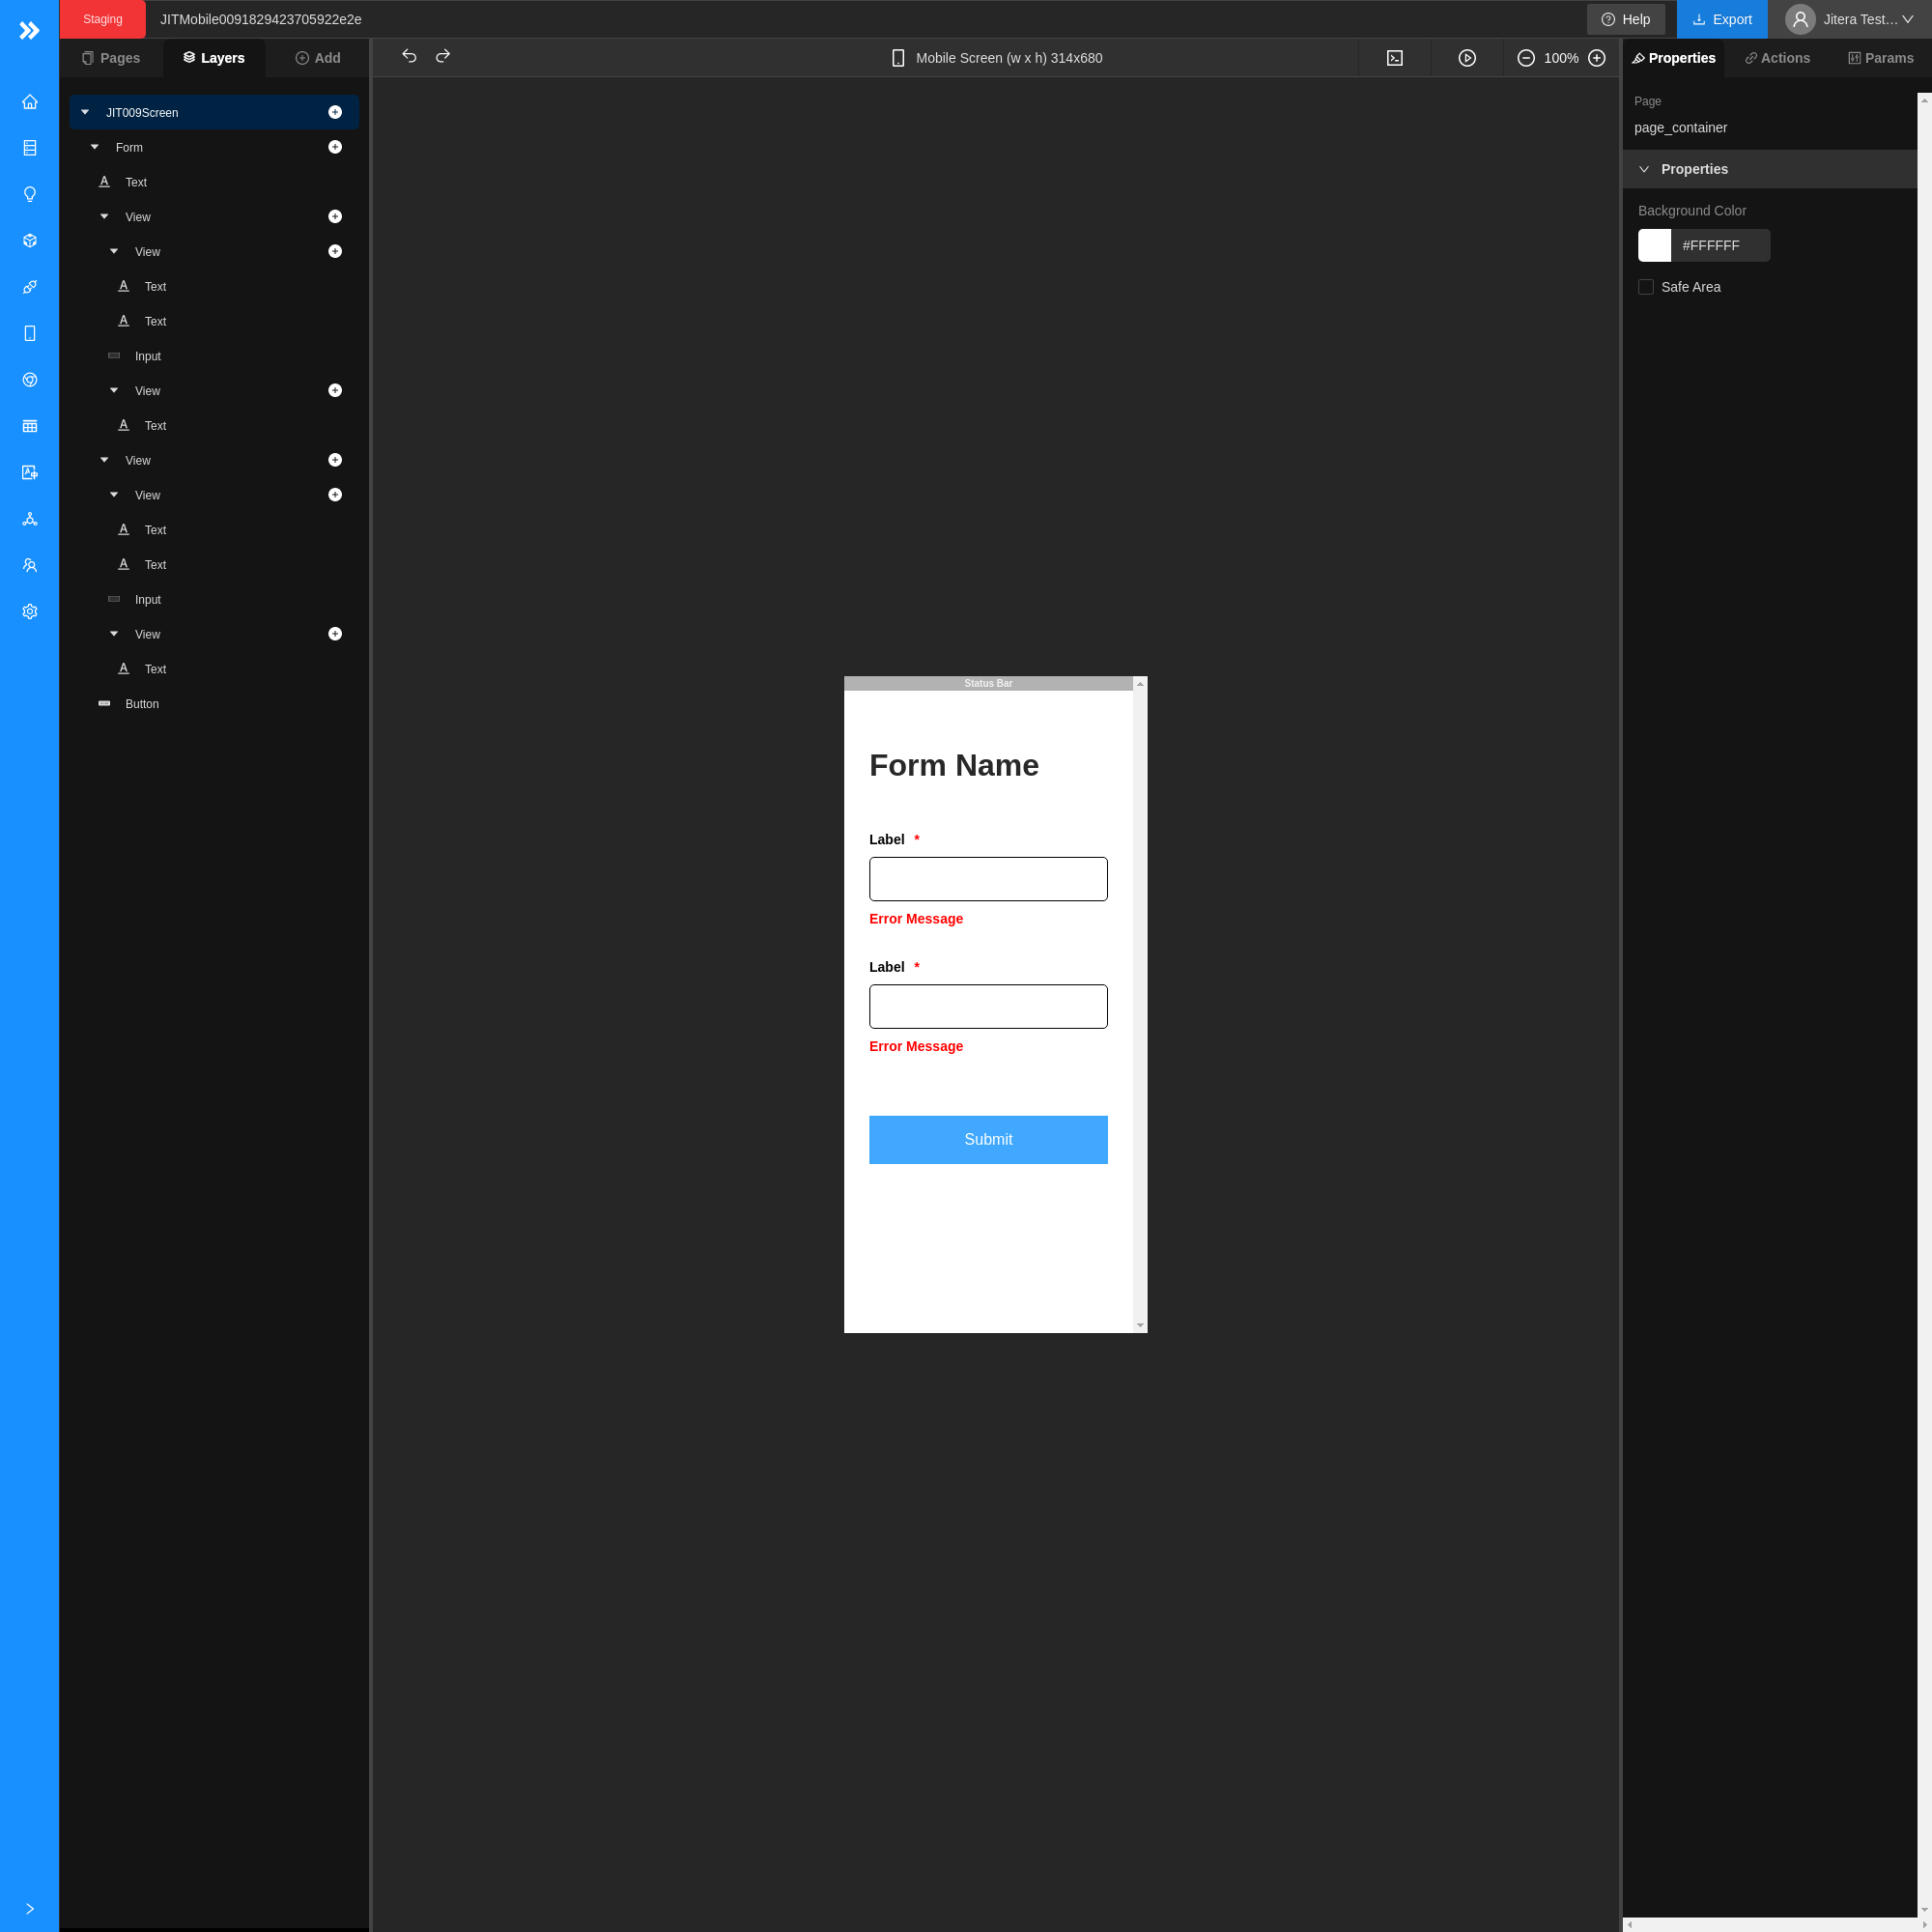 Staging
JITMobile0091829423705922e2e
Help
Export
Jitera Test...
Pages
Layers
Add
Mobile Screen (w x h) 314x680
100%
Properties
Actions
Params
JIT009Screen
Form
Text
View
View
Text
Text
Input
View
Text
View
View
Text
Text
Input
View
Text
Button
Status Bar
Form Name
Label *
Error Message
Label *
Error Message
Submit
Page
page_container
Properties
Background Color
#FFFFFF
Safe Area